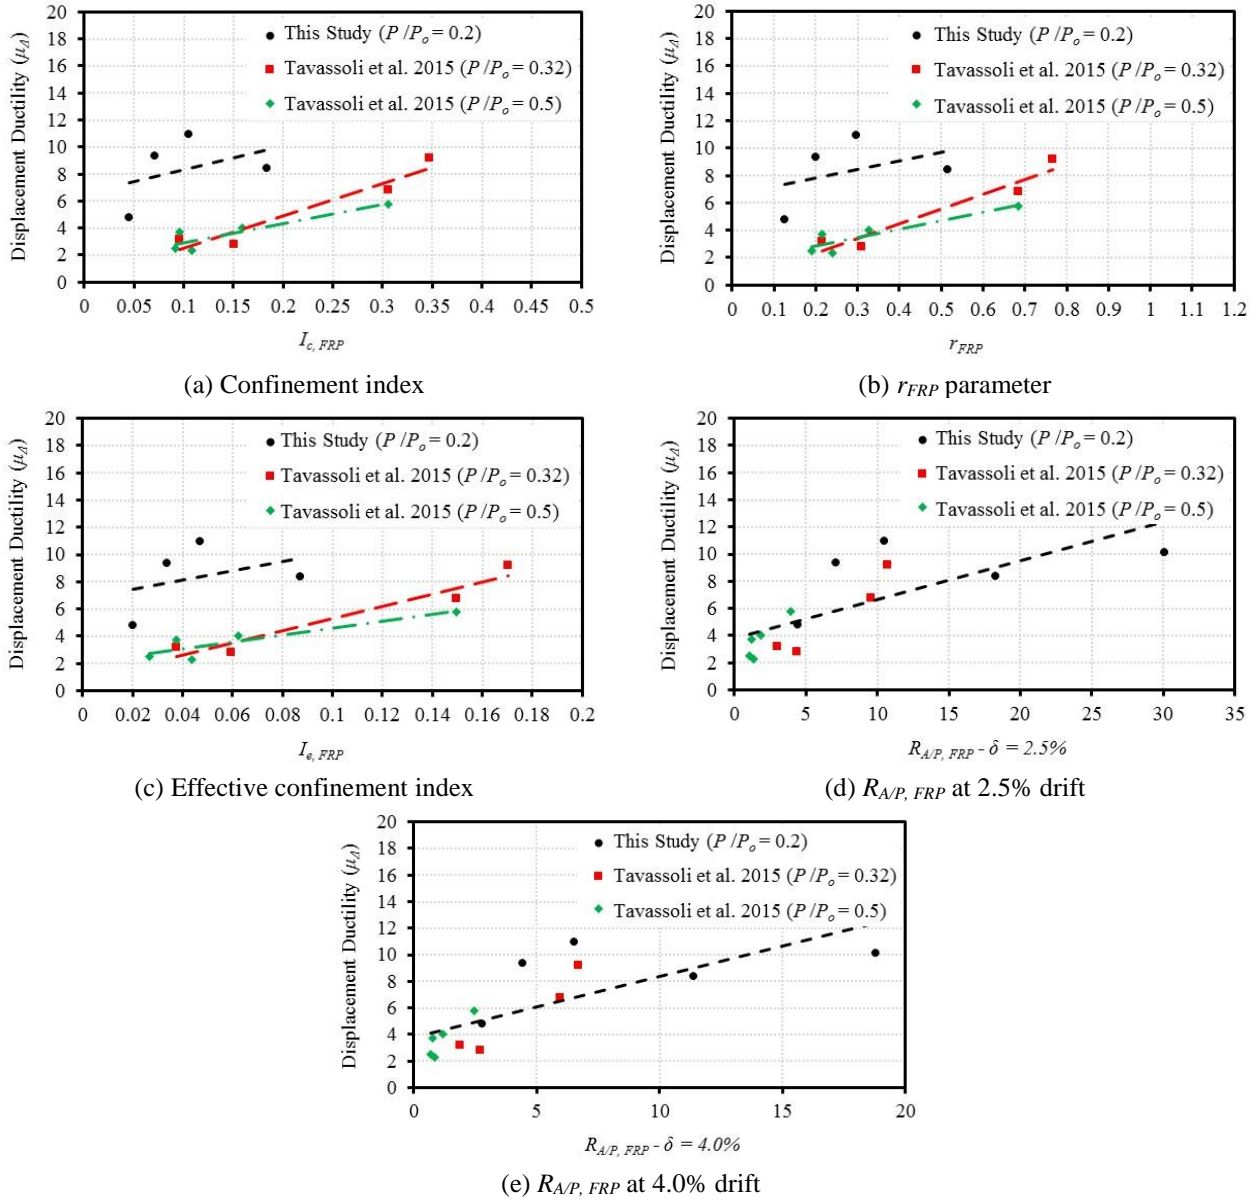 20
18
16
14
12
10
8
6
4
2
0
Displacement Ductility (μΔ)
This Study (P /Po = 0.2)
Tavassoli et al. 2015 (P /Po = 0.32)
Tavassoli et al. 2015 (P /Po = 0.5)
0 0.05 0.1 0.15 0.2 0.25 0.3 0.35 0.4 0.45 0.5
Ic, FRP
(a) Confinement index
20
18
16
14
12
10
8
6
4
2
0
Displacement Ductility (μΔ)
This Study (P /Po = 0.2)
Tavassoli et al. 2015 (P /Po = 0.32)
Tavassoli et al. 2015 (P /Po = 0.5)
0 0.1 0.2 0.3 0.4 0.5 0.6 0.7 0.8 0.9 1 1.1 1.2
rFRP
(b) rFRP parameter
20
18
16
14
12
10
8
6
4
2
0
Displacement Ductility (μΔ)
This Study (P /Po = 0.2)
Tavassoli et al. 2015 (P /Po = 0.32)
Tavassoli et al. 2015 (P /Po = 0.5)
0 0.02 0.04 0.06 0.08 0.1 0.12 0.14 0.16 0.18 0.2
Ie, FRP
(c) Effective confinement index
20
18
16
14
12
10
8
6
4
2
0
Displacement Ductility (μΔ)
This Study (P /Po = 0.2)
Tavassoli et al. 2015 (P /Po = 0.32)
Tavassoli et al. 2015 (P /Po = 0.5)
0 5 10 15 20 25 30 35
RA/P, FRP - δ = 2.5%
(d) RA/P, FRP at 2.5% drift
20
18
16
14
12
10
8
6
4
2
0
Displacement Ductility (μΔ)
This Study (P /Po = 0.2)
Tavassoli et al. 2015 (P /Po = 0.32)
Tavassoli et al. 2015 (P /Po = 0.5)
0 5 10 15 20
RA/P, FRP - δ = 4.0%
(e) RA/P, FRP at 4.0% drift